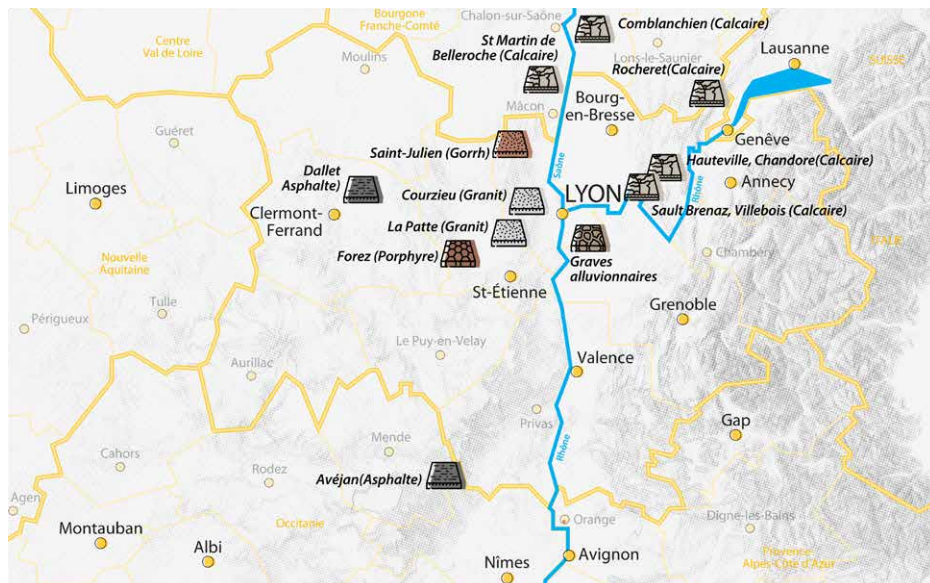 Bourgogne
Franche-Comté
Chalon-sur-Saône
Comblanchien (Calcaire)
Centre
Val de Loire
Moulins
St Martin de
Belleroche (Calcaire)
Lons-le-Saunier
Rocheret(Calcaire)
Lausanne
SUISSE
Mâcon
Bourg-
en-Bresse
Guéret
Genève
Saint-Julien (Gorrh)
Saône
Hauteville, Chandore(Calcaire)
Dallet
Asphalte)
Limoges
Courzieu (Granit)
LYON
Rhône
Annecy
Clermont-
Ferrand
Sault Brenaz, Villebois (Calcaire)
La Patte (Granit)
Forez (Porphyre)
Graves
alluvionnaires
Chambéry
ITALIE
Nouvelle
Aquitaine
St-Étienne
Tulle
Grenoble
Périgueux
Le Puy-en-Velay
Aurillac
Valence
Privas
Gap
Mende
Rhône
Cahors
Rodez
Avéjan(Asphalte)
Agen
Occitanie
Orange
Digne-les-Bains
Montauban
Albi
Nîmes
Avignon
Provence
Alpes-Côte d'Azur